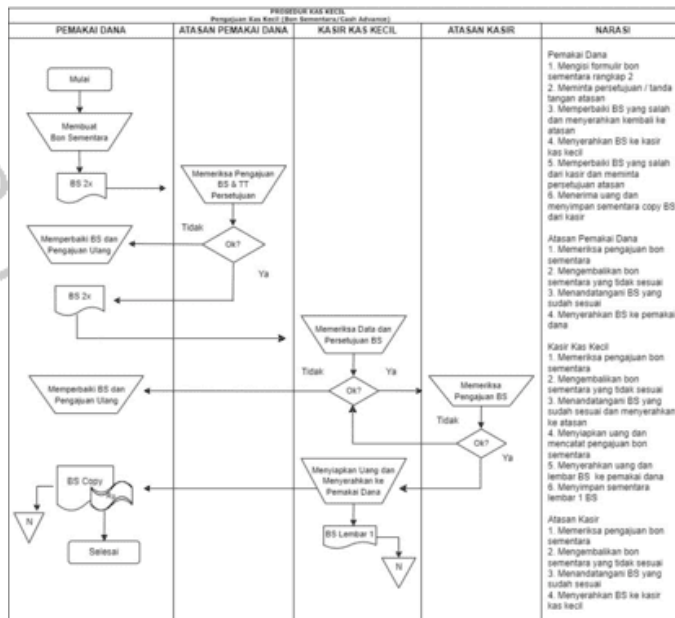 PROSEDUR KAS KECIL
Pengajuan Kas Kecil (Bon Sementara/Cash Advance)
PEMAKAI DANA
ATASAN PEMAKAI DANA
KASIR KAS KECIL
ATASAN KASIR
NARASI
Mulai
Membuat
Bon Sementara
BS 2x
Memeriksa Pengajuan
BS & TT
Persetujuan
Tidak
Ok?
Ya
Memperbaiki BS dan
Pengajuan Ulang
BS 2x
Memeriksa Data dan
Persetujuan BS
Tidak
Ya
Ok?
Memperbaiki BS dan
Pengajuan Ulang
Memeriksa
Pengajuan BS
Tidak
Ok?
Ya
Menyiapkan Uang dan
Menyerahkan ke
Pemakai Dana
BS Copy
N
Selesai
BS Lembar 1
N
Pemakai Dana
1. Mengisi formulir bon
sementara rangkap 2
2. Meminta persetujuan / tanda
tangan atasan
3. Memperbaiki BS yang salah
dan menyerahkan kembali ke
atasan
4. Menyerahkan BS ke kasir
kas kecil
5. Memperbaiki BS yang salah
dari kasir dan meminta
persetujuan atasan
6. Menerima uang dan
menyimpan sementara copy BS
dari kasir
Atasan Pemakai Dana
1. Memeriksa pengajuan bon
sementara
2. Mengembalikan bon
sementara yang tidak sesuai
3. Menandatangani BS yang
sudah sesuai
4. Menyerahkan BS ke pemakai
dana
Kasir Kas Kecil
1. Memeriksa pengajuan bon
sementara
2. Mengembalikan bon
sementara yang tidak sesuai
3. Menandatangani BS yang
sudah sesuai dan menyerahkan
ke atasan
4. Menyiapkan uang dan
mencatat pengajuan bon
sementara
5. Menyerahkan uang dan
lembar BS ke pemakai dana
6. Menyimpan sementara
lembar 1 BS
Atasan Kasir
1. Memeriksa pengajuan bon
sementara
2. Mengembalikan bon
sementara yang tidak sesuai
3. Menandatangani BS yang
sudah sesuai
4. Menyerahkan BS ke kasir
kas kecil